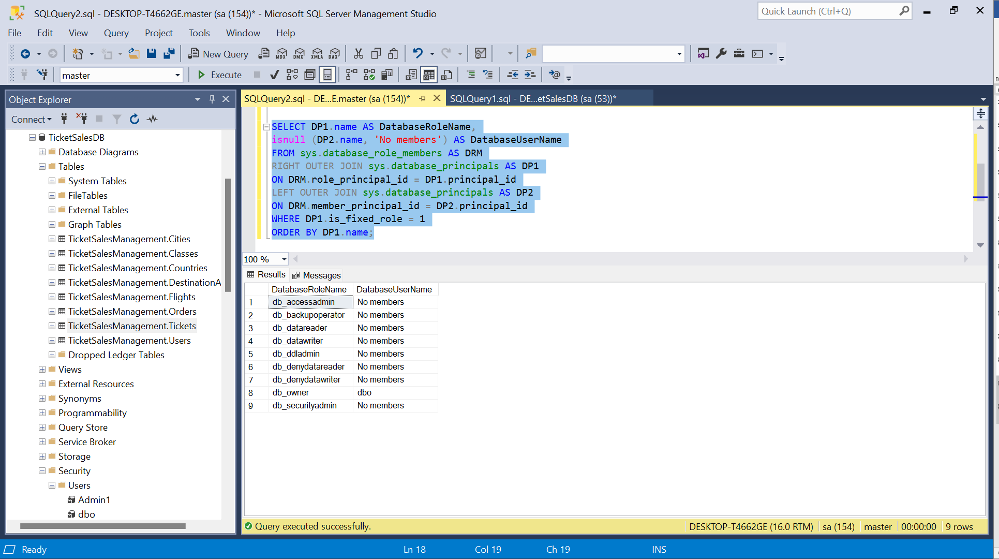 SQLQuery2.sql - DESKTOP-T4662GE.master (sa (154))* - Microsoft SQL Server Management Studio
Quick Launch (Ctrl+Q)
File Edit View Query Project Tools Window Help
New Query MDX DMX XMLA DAX
master Execute
Object Explorer
Connect
TicketSalesDB
Database Diagrams
Tables
System Tables
FileTables
External Tables
Graph Tables
TicketSalesManagement.Cities
TicketSalesManagement.Classes
TicketSalesManagement.Countries
TicketSalesManagement.DestinationA
TicketSalesManagement.Flights
TicketSalesManagement.Orders
TicketSalesManagement.Tickets
TicketSalesManagement.Users
Dropped Ledger Tables
Views
External Resources
Synonyms
Programmability
Query Store
Service Broker
Storage
Security
Users
Admin1
dbo
SQLQuery2.sql - DE...E.master (sa (154))* SQLQuery1.sql - DE...etSalesDB (sa (53))*
SELECT DP1.name AS DatabaseRoleName,
isnull (DP2.name, 'No members') AS DatabaseUserName
FROM sys.database_role_members AS DRM
RIGHT OUTER JOIN sys.database_principals AS DP1
ON DRM.role_principal_id = DP1.principal_id
LEFT OUTER JOIN sys.database_principals AS DP2
ON DRM.member_principal_id = DP2.principal_id
WHERE DP1.is_fixed_role = 1
ORDER BY DP1.name;
100 %
Results Messages
DatabaseRoleName DatabaseUserName
1 db_accessadmin No members
2 db_backupoperator No members
3 db_datareader No members
4 db_datawriter No members
5 db_ddladmin No members
6 db_denydatareader No members
7 db_denydatawriter No members
8 db_owner dbo
9 db_securityadmin No members
Query executed successfully. DESKTOP-T4662GE (16.0 RTM) sa (154) master 00:00:00 9 rows
Ready Ln 18 Col 19 Ch 19 INS